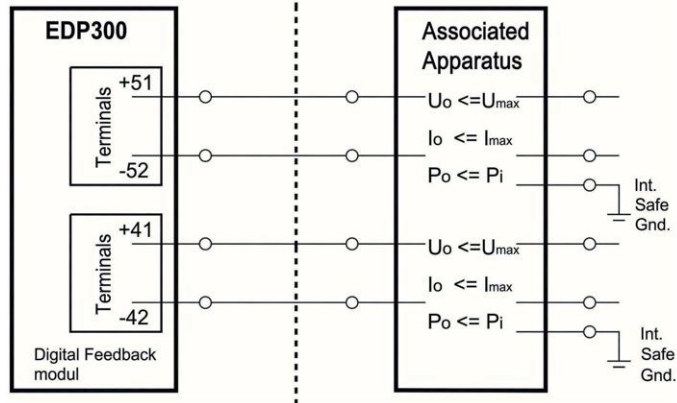 EDP300
Terminals
+51
-52
Terminals
+41
-42
Digital Feedback
modul
Associated
Apparatus
Uo <=Umax
Io <= Imax
Po <= Pi
Int.
Safe
Gnd.
Uo <=Umax
Io <= Imax
Po <= Pi
Int.
Safe
Gnd.